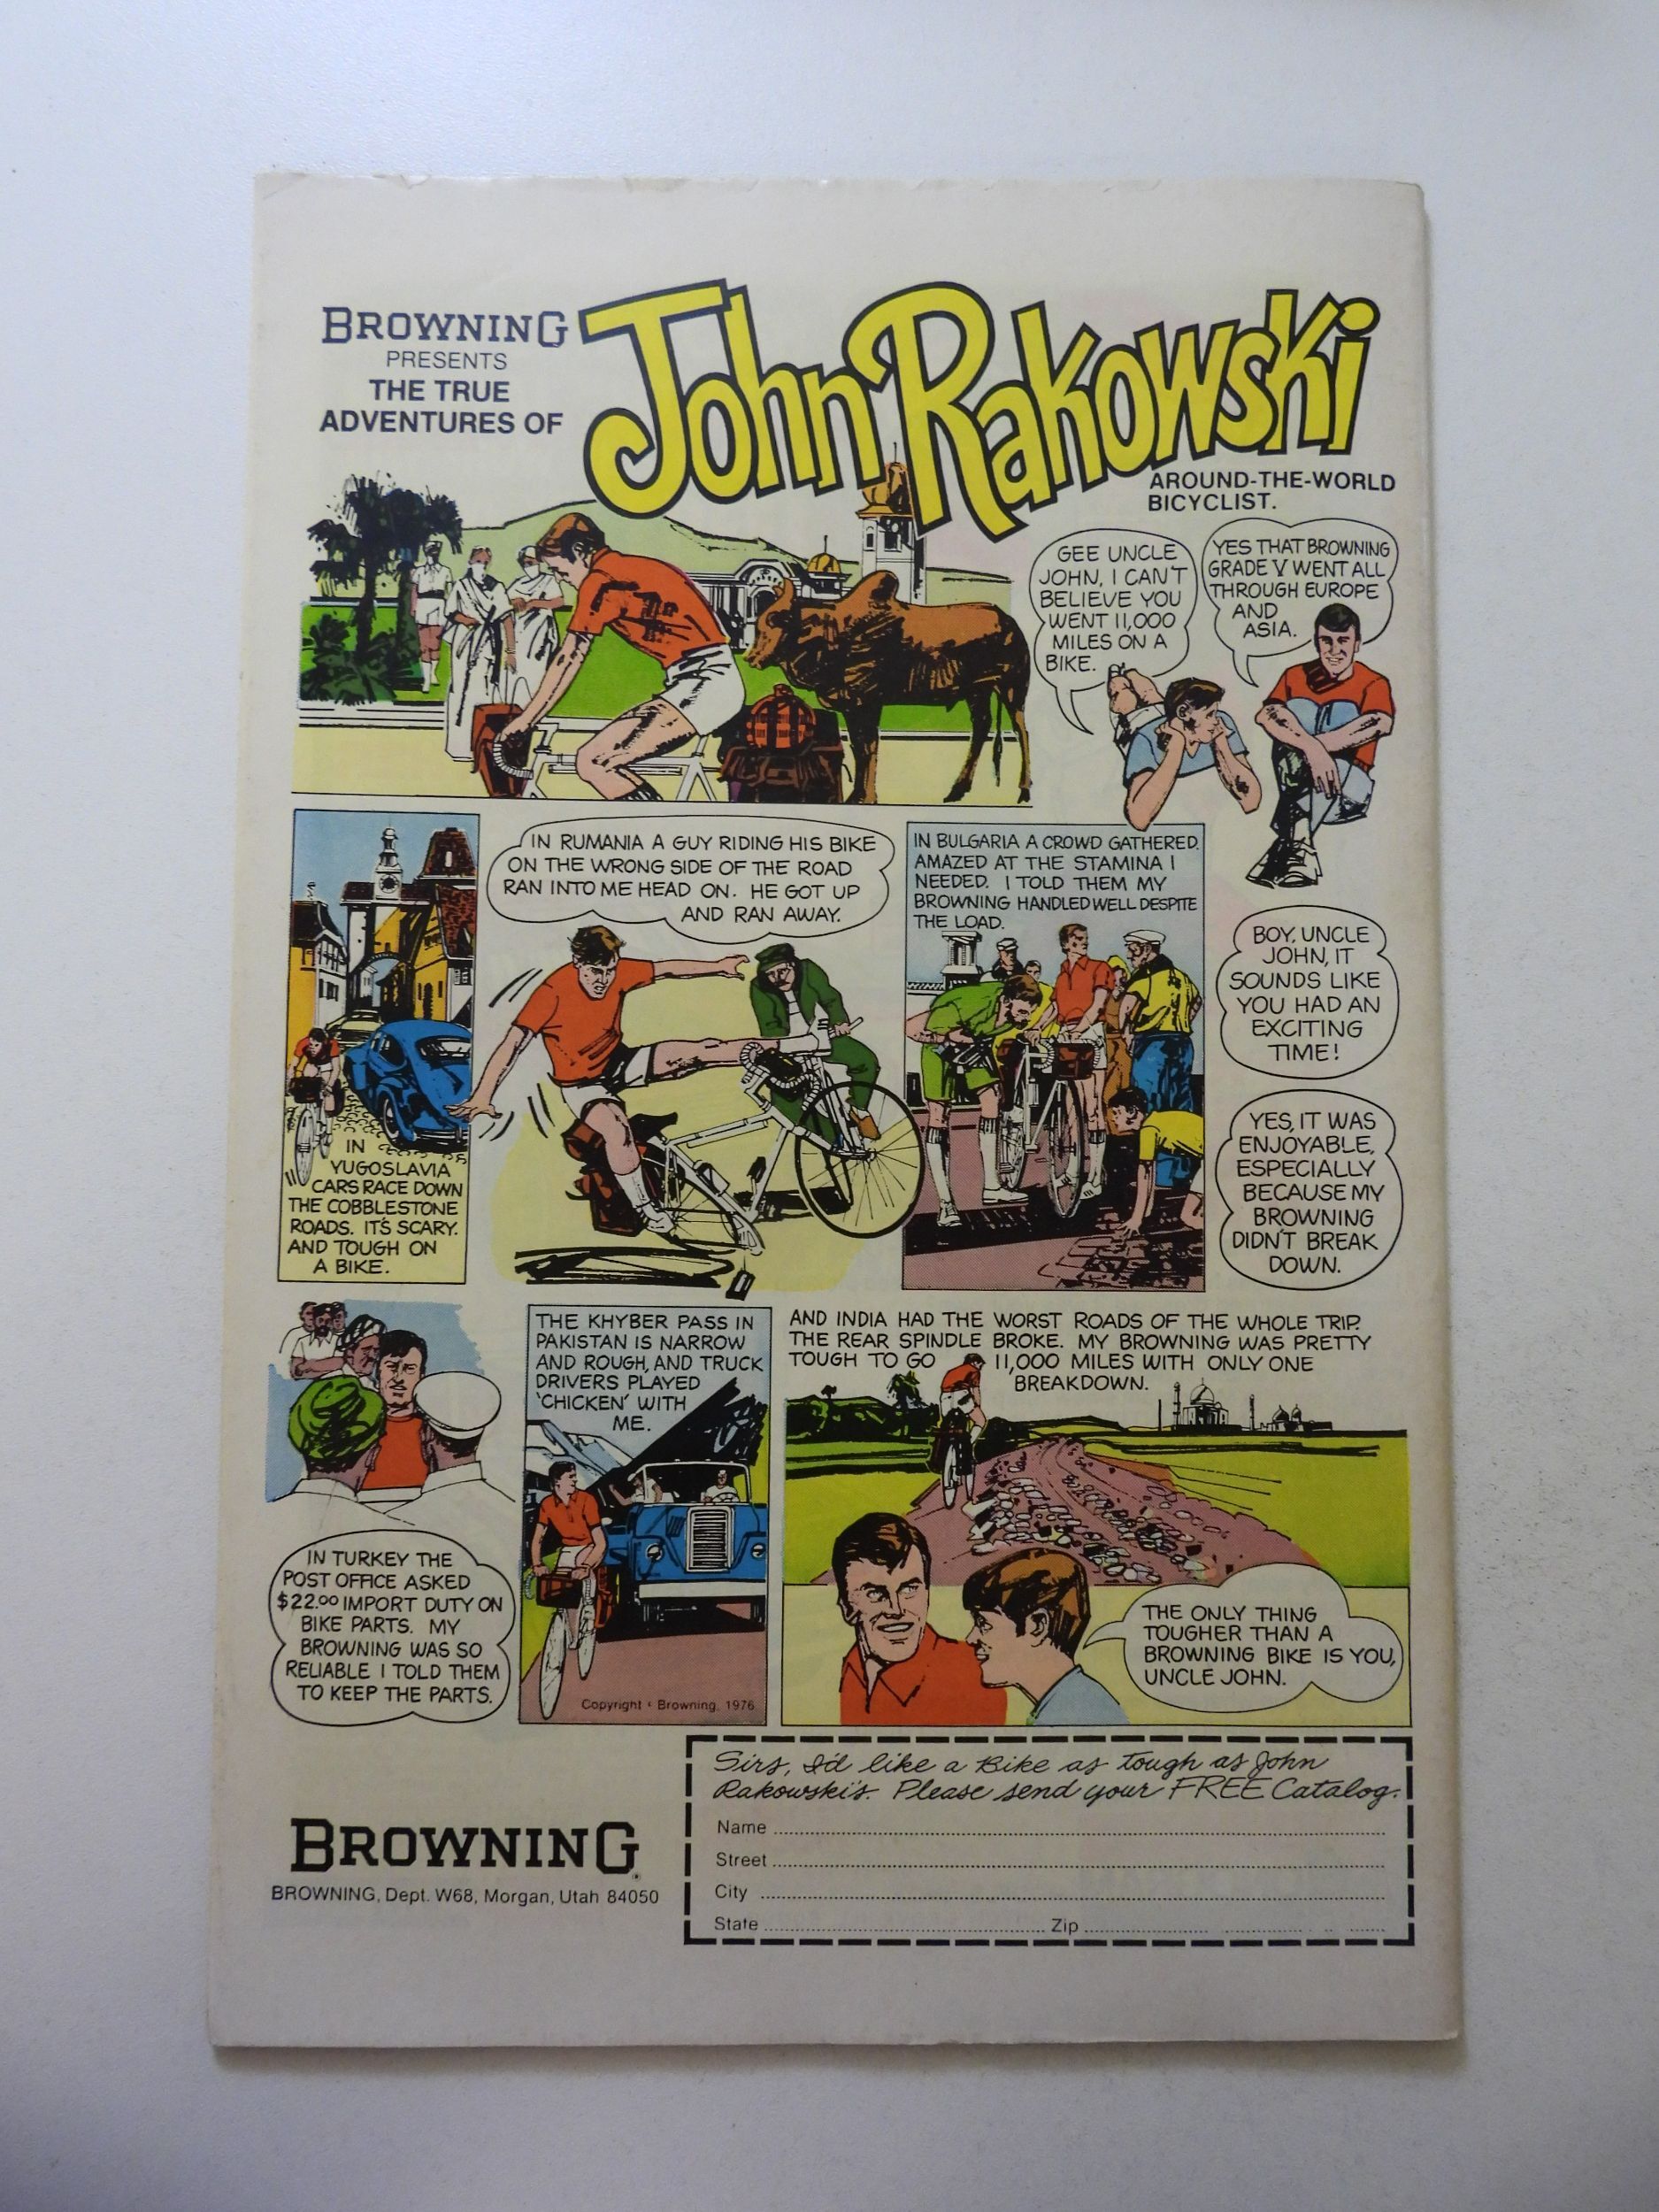 BROWNING
PRESENTS
THE TRUE
ADVENTURES OF
John Rakowski
AROUND-THE-WORLD
BICYCLIST.
GEE UNCLE
JOHN, I CAN'T
BELIEVE YOU
WENT 11,000
MILES ON A
BIKE.
YES THAT BROWNING
GRADE V WENT ALL
THROUGH EUROPE
AND
ASIA.
IN
YUGOSLAVIA
CARS RACE DOWN
THE COBBLESTONE
ROADS. IT'S SCARY.
AND TOUGH ON
A BIKE.
IN RUMANIA A GUY RIDING HIS BIKE
ON THE WRONG SIDE OF THE ROAD
RAN INTO ME HEAD ON. HE GOT UP
AND RAN AWAY.
IN BULGARIA A CROWD GATHERED.
AMAZED AT THE STAMINA I
NEEDED. I TOLD THEM MY
BROWNING HANDLED WELL DESPITE
THE LOAD.
BOY, UNCLE
JOHN, IT
SOUNDS LIKE
YOU HAD AN
EXCITING
TIME!
YES, IT WAS
ENJOYABLE,
ESPECIALLY
BECAUSE MY
BROWNING
DIDN'T BREAK
DOWN.
IN TURKEY THE
POST OFFICE ASKED
$22.00 IMPORT DUTY ON
BIKE PARTS. MY
BROWNING WAS SO
RELIABLE I TOLD THEM
TO KEEP THE PARTS.
THE KHYBER PASS IN
PAKISTAN IS NARROW
AND ROUGH, AND TRUCK
DRIVERS PLAYED
'CHICKEN' WITH
ME.
Copyright © Browning, 1976
AND INDIA HAD THE WORST ROADS OF THE WHOLE TRIP.
THE REAR SPINDLE BROKE. MY BROWNING WAS PRETTY
TOUGH TO GO 11,000 MILES WITH ONLY ONE
BREAKDOWN.
THE ONLY THING
TOUGHER THAN A
BROWNING BIKE IS YOU,
UNCLE JOHN.
Sirs, I'd like a Bike as tough as John
Rakowski's. Please send your FREE Catalog.
Name
Street
City
State Zip
BROWNING
BROWNING, Dept. W68, Morgan, Utah 84050